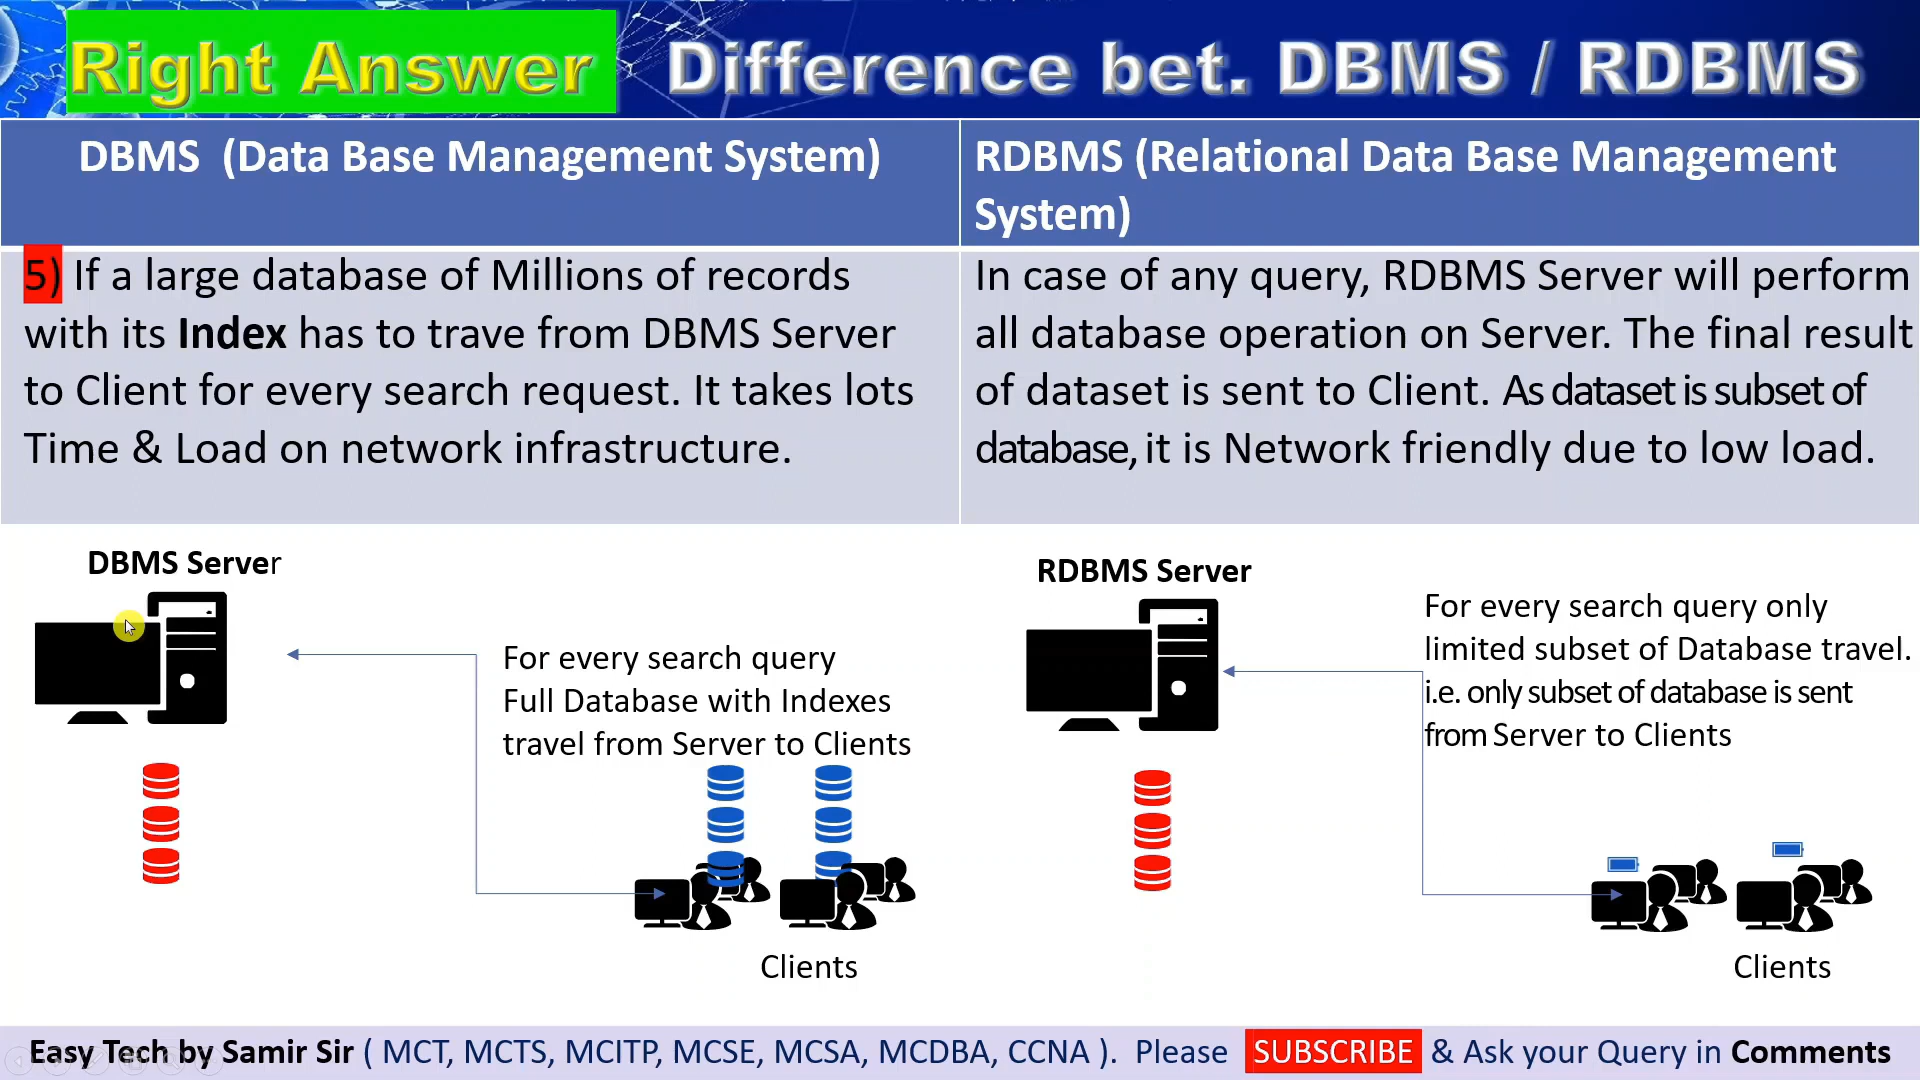 Right Answer Difference bet. DBMS / RDBMS
DBMS (Data Base Management System)
RDBMS (Relational Data Base Management
System)
5) If a large database of Millions of records
with its Index has to trave from DBMS Server
to Client for every search request. It takes lots
Time & Load on network infrastructure.
In case of any query, RDBMS Server will perform
all database operation on Server. The final result
of dataset is sent to Client. As dataset is subset of
database, it is Network friendly due to low load.
DBMS Server
For every search query
Full Database with Indexes
travel from Server to Clients
Clients
RDBMS Server
For every search query only
limited subset of Database travel.
i.e. only subset of database is sent
from Server to Clients
Clients
Easy Tech by Samir Sir ( MCT, MCTS, MCITP, MCSE, MCSA, MCDBA, CCNA ). Please SUBSCRIBE & Ask your Query in Comments